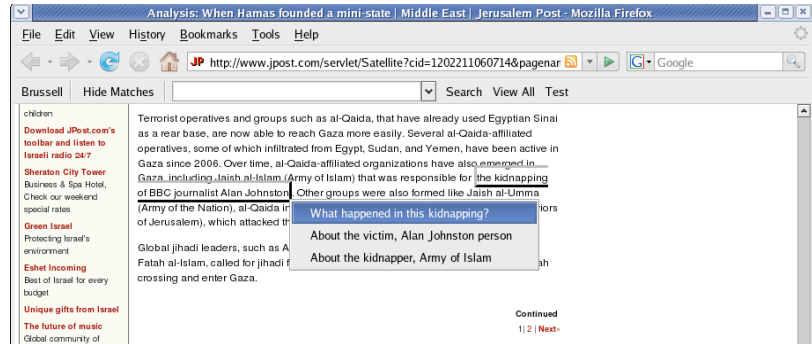 Analysis: When Hamas founded a mini-state | Middle East | Jerusalem Post - Mozilla Firefox
File Edit View History Bookmarks Tools Help
JP http://www.jpost.com/servlet/Satellite?cid=1202211060714&pagenar G Google
Brussell Hide Matches Search View All Test
children
Download JPost.com's
toolbar and listen to
Israeli radio 24/7
Sheraton City Tower
Business & Spa Hotel,
Check our weekend
special rates
Green Israel
Protecting Israel's
environment
Eshet Incoming
Best of Israel for every
budget
Unique gifts from Israel
The future of music
Global community of
Terrorist operatives and groups such as al-Qaida, that have already used Egyptian Sinai
as a rear base, are now able to reach Gaza more easily. Several al-Qaida-affiliated
operatives, some of which infiltrated from Egypt, Sudan, and Yemen, have been active in
Gaza since 2006. Over time, al-Qaida-affiliated organizations have also emerged in
Gaza, including Jaish al-Islam (Army of Islam) that was responsible for the kidnapping
of BBC journalist Alan Johnston. Other groups were also formed like Jaish al-Umma
(Army of the Nation), al-Qaida in riors
of Jerusalem), which attacked th
What happened in this kidnapping?
About the victim, Alan Johnston person
About the kidnapper, Army of Islam
Global jihadi leaders, such as A
Fatah al-Islam, called for jihadi f ah
crossing and enter Gaza.
Continued
1| 2 | Next»